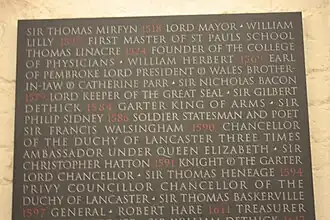 SIR THOMAS MIRFYN 1518 LORD MAYOR • WILLIAM
LILLY FIRST MASTER OF ST PAULS SCHOOL
THOMAS LINACRE 1524 FOUNDER OF THE COLLEGE
OF PHYSICIANS • WILLIAM HERBERT EARL
OF PEMBROKE LORD PRESIDENT OF WALES BROTHER
IN-LAW OF CATHERINE PARR • SIR NICHOLAS BACON
1579 LORD KEEPER OF THE GREAT SEAL • SIR GILBERT
DETHICK 1584 GARTER KING OF ARMS • SIR
PHILIP SIDNEY 1586 SOLDIER STATESMAN AND POET
SIR FRANCIS WALSINGHAM 1590 CHANCELLOR
OF THE DUCHY OF LANCASTER THREE TIMES
AMBASSADOR UNDER QUEEN ELIZABETH • SIR
CHRISTOPHER HATTON 1591 KNIGHT OF THE GARTER
LORD CHANCELLOR • SIR THOMAS HENEAGE 1594
PRIVY COUNCILLOR CHANCELLOR OF THE
DUCHY OF LANCASTER • SIR THOMAS BASKERVILLE
1597 GENERAL • ROBERT HARE 1611 TREASURER